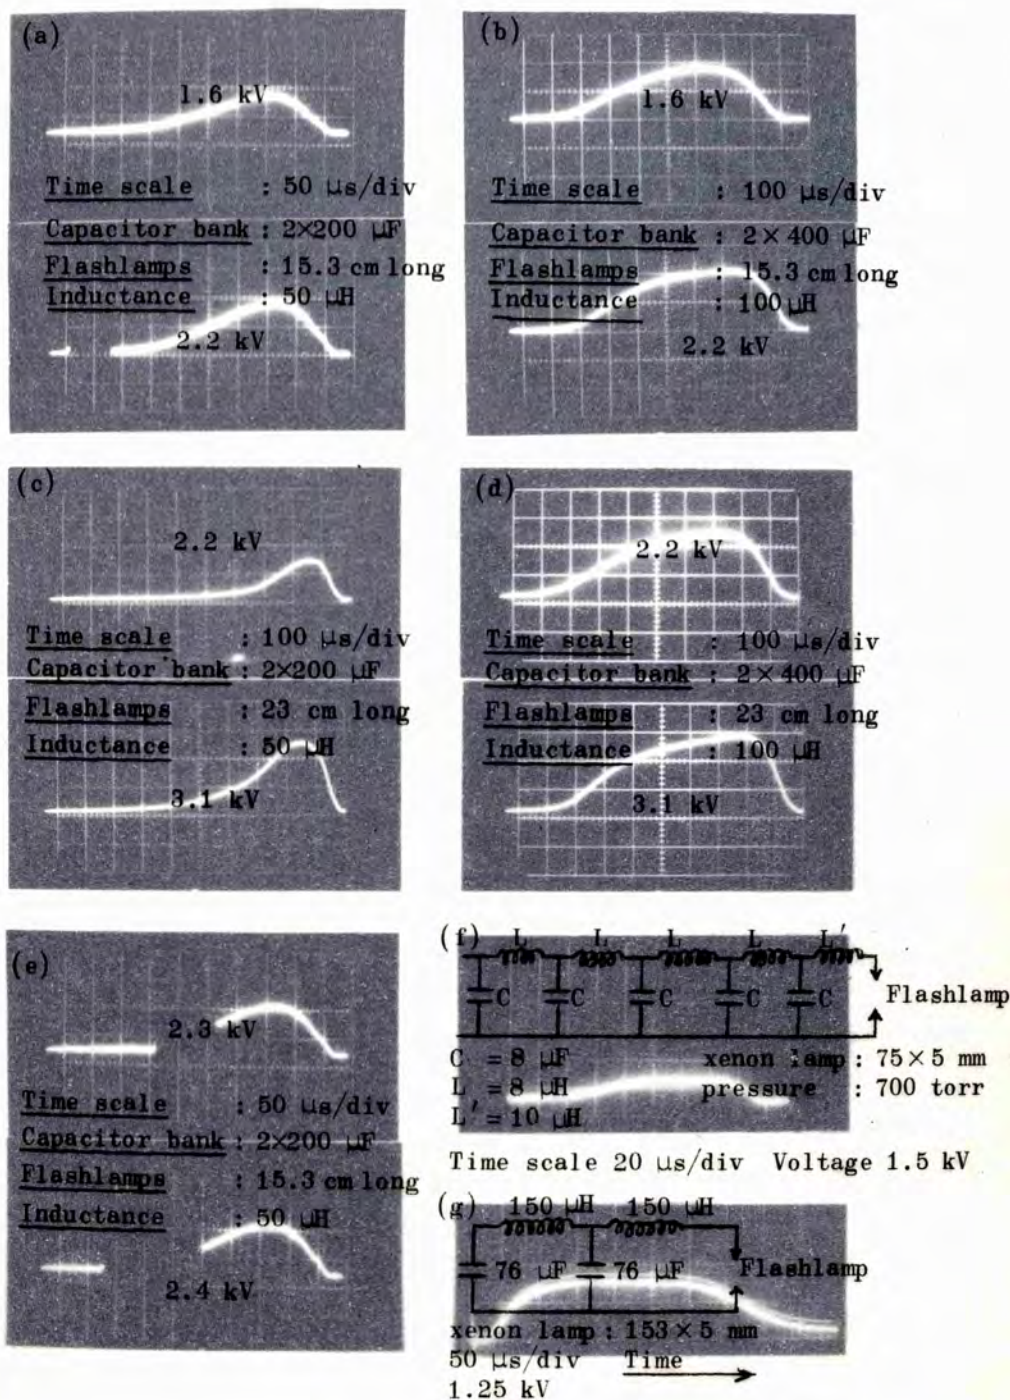 (a)
1.6 kV
Time scale : 50 μs/div
Capacitor bank : 2×200 μF
Flashlamps : 15.3 cm long
Inductance : 50 μH
2.2 kV
(b)
1.6 kV
Time scale : 100 μs/div
Capacitor bank : 2×400 μF
Flashlamps : 15.3 cm long
Inductance : 100 μH
2.2 kV
(c)
2.2 kV
Time scale : 100 μs/div
Capacitor bank : 2×200 μF
Flashlamps : 23 cm long
Inductance : 50 μH
3.1 kV
(d)
2.2 kV
Time scale : 100 μs/div
Capacitor bank : 2×400 μF
Flashlamps : 23 cm long
Inductance : 100 μH
3.1 kV
(e)
2.3 kV
Time scale : 50 μs/div
Capacitor bank : 2×200 μF
Flashlamps : 15.3 cm long
Inductance : 50 μH
2.4 kV
(f) L L L L L'
C C C C C Flashlamp
C = 8 μF xenon lamp : 75×5 mm
L = 8 μH pressure : 700 torr
L' = 10 μH
Time scale 20 μs/div Voltage 1.5 kV
(g) 150 μH 150 μH
76 μF 76 μF Flashlamp
xenon lamp : 153×5 mm
50 μs/div Time
1.25 kV